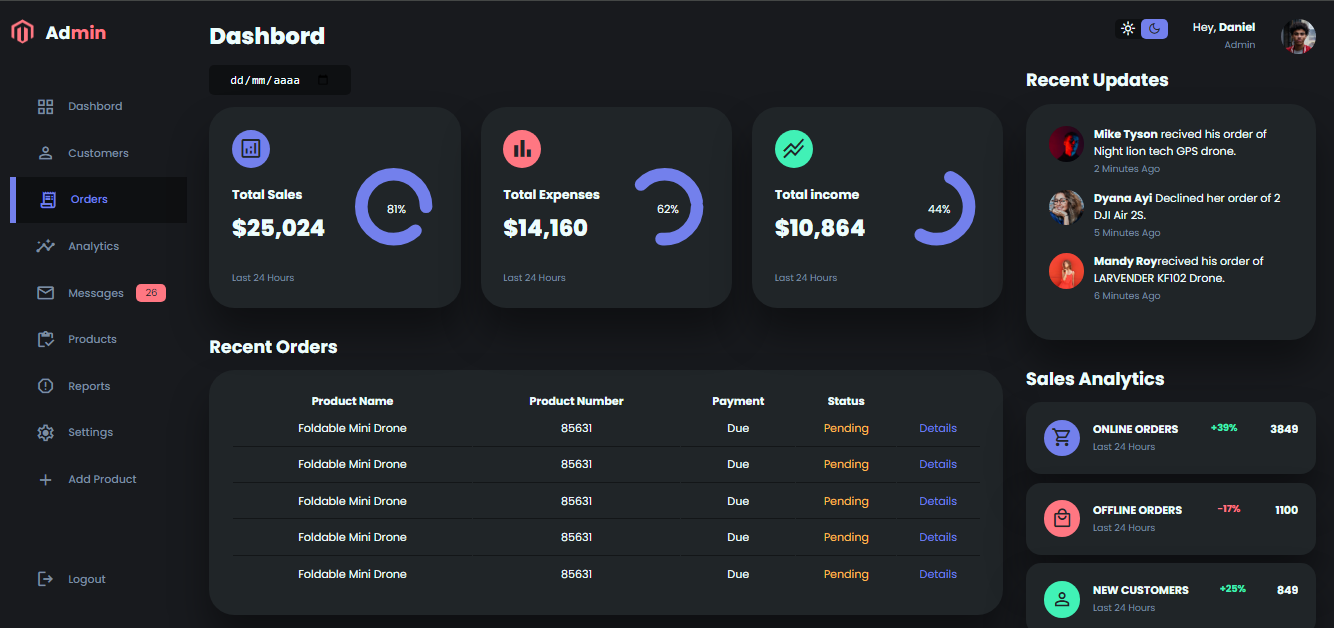 Admin
Dashbord
Customers
Orders
Analytics
Messages 26
Products
Reports
Settings
Add Product
Logout
Dashbord
dd/mm/aaaa
Total Sales
$25,024
81%
Last 24 Hours
Total Expenses
$14,160
62%
Last 24 Hours
Total income
$10,864
44%
Last 24 Hours
Recent Orders
Product Name Product Number Payment Status
Foldable Mini Drone 85631 Due Pending Details
Foldable Mini Drone 85631 Due Pending Details
Foldable Mini Drone 85631 Due Pending Details
Foldable Mini Drone 85631 Due Pending Details
Foldable Mini Drone 85631 Due Pending Details
Hey, Daniel
Admin
Recent Updates
Mike Tyson recived his order of
Night lion tech GPS drone.
2 Minutes Ago
Dyana Ayi Declined her order of 2
DJI Air 2S.
5 Minutes Ago
Mandy Royrecived his order of
LARVENDER KF102 Drone.
6 Minutes Ago
Sales Analytics
ONLINE ORDERS +39% 3849
Last 24 Hours
OFFLINE ORDERS -17% 1100
Last 24 Hours
NEW CUSTOMERS +25% 849
Last 24 Hours